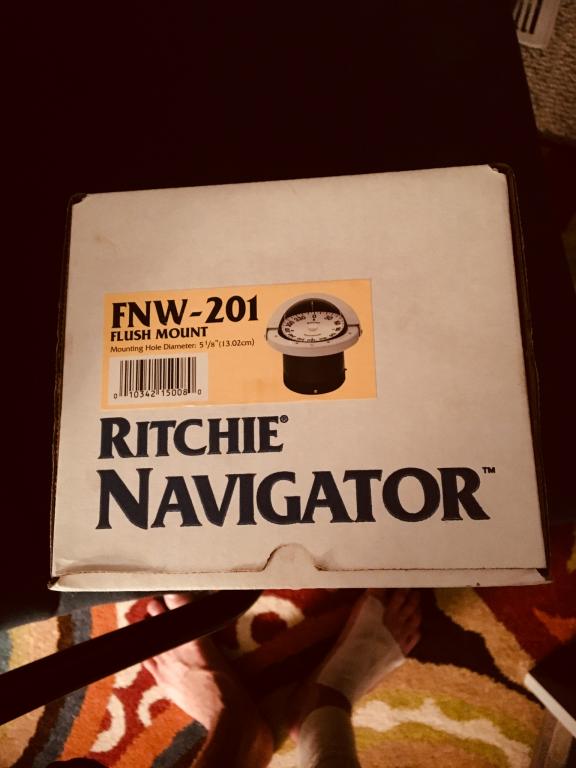 FNW-201
FLUSH MOUNT
Mounting Hole Diameter: 5 1/8" (13.02cm)
0 10342 15008 0
RITCHIE®
NAVIGATOR™